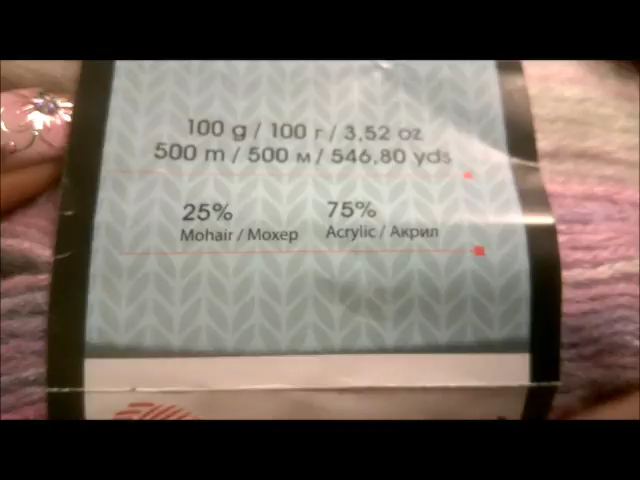 100 g / 100 г / 3,52 oz
500 m / 500 м / 546,80 yds
25% 75%
Mohair / Мохер Acrylic / Акрил